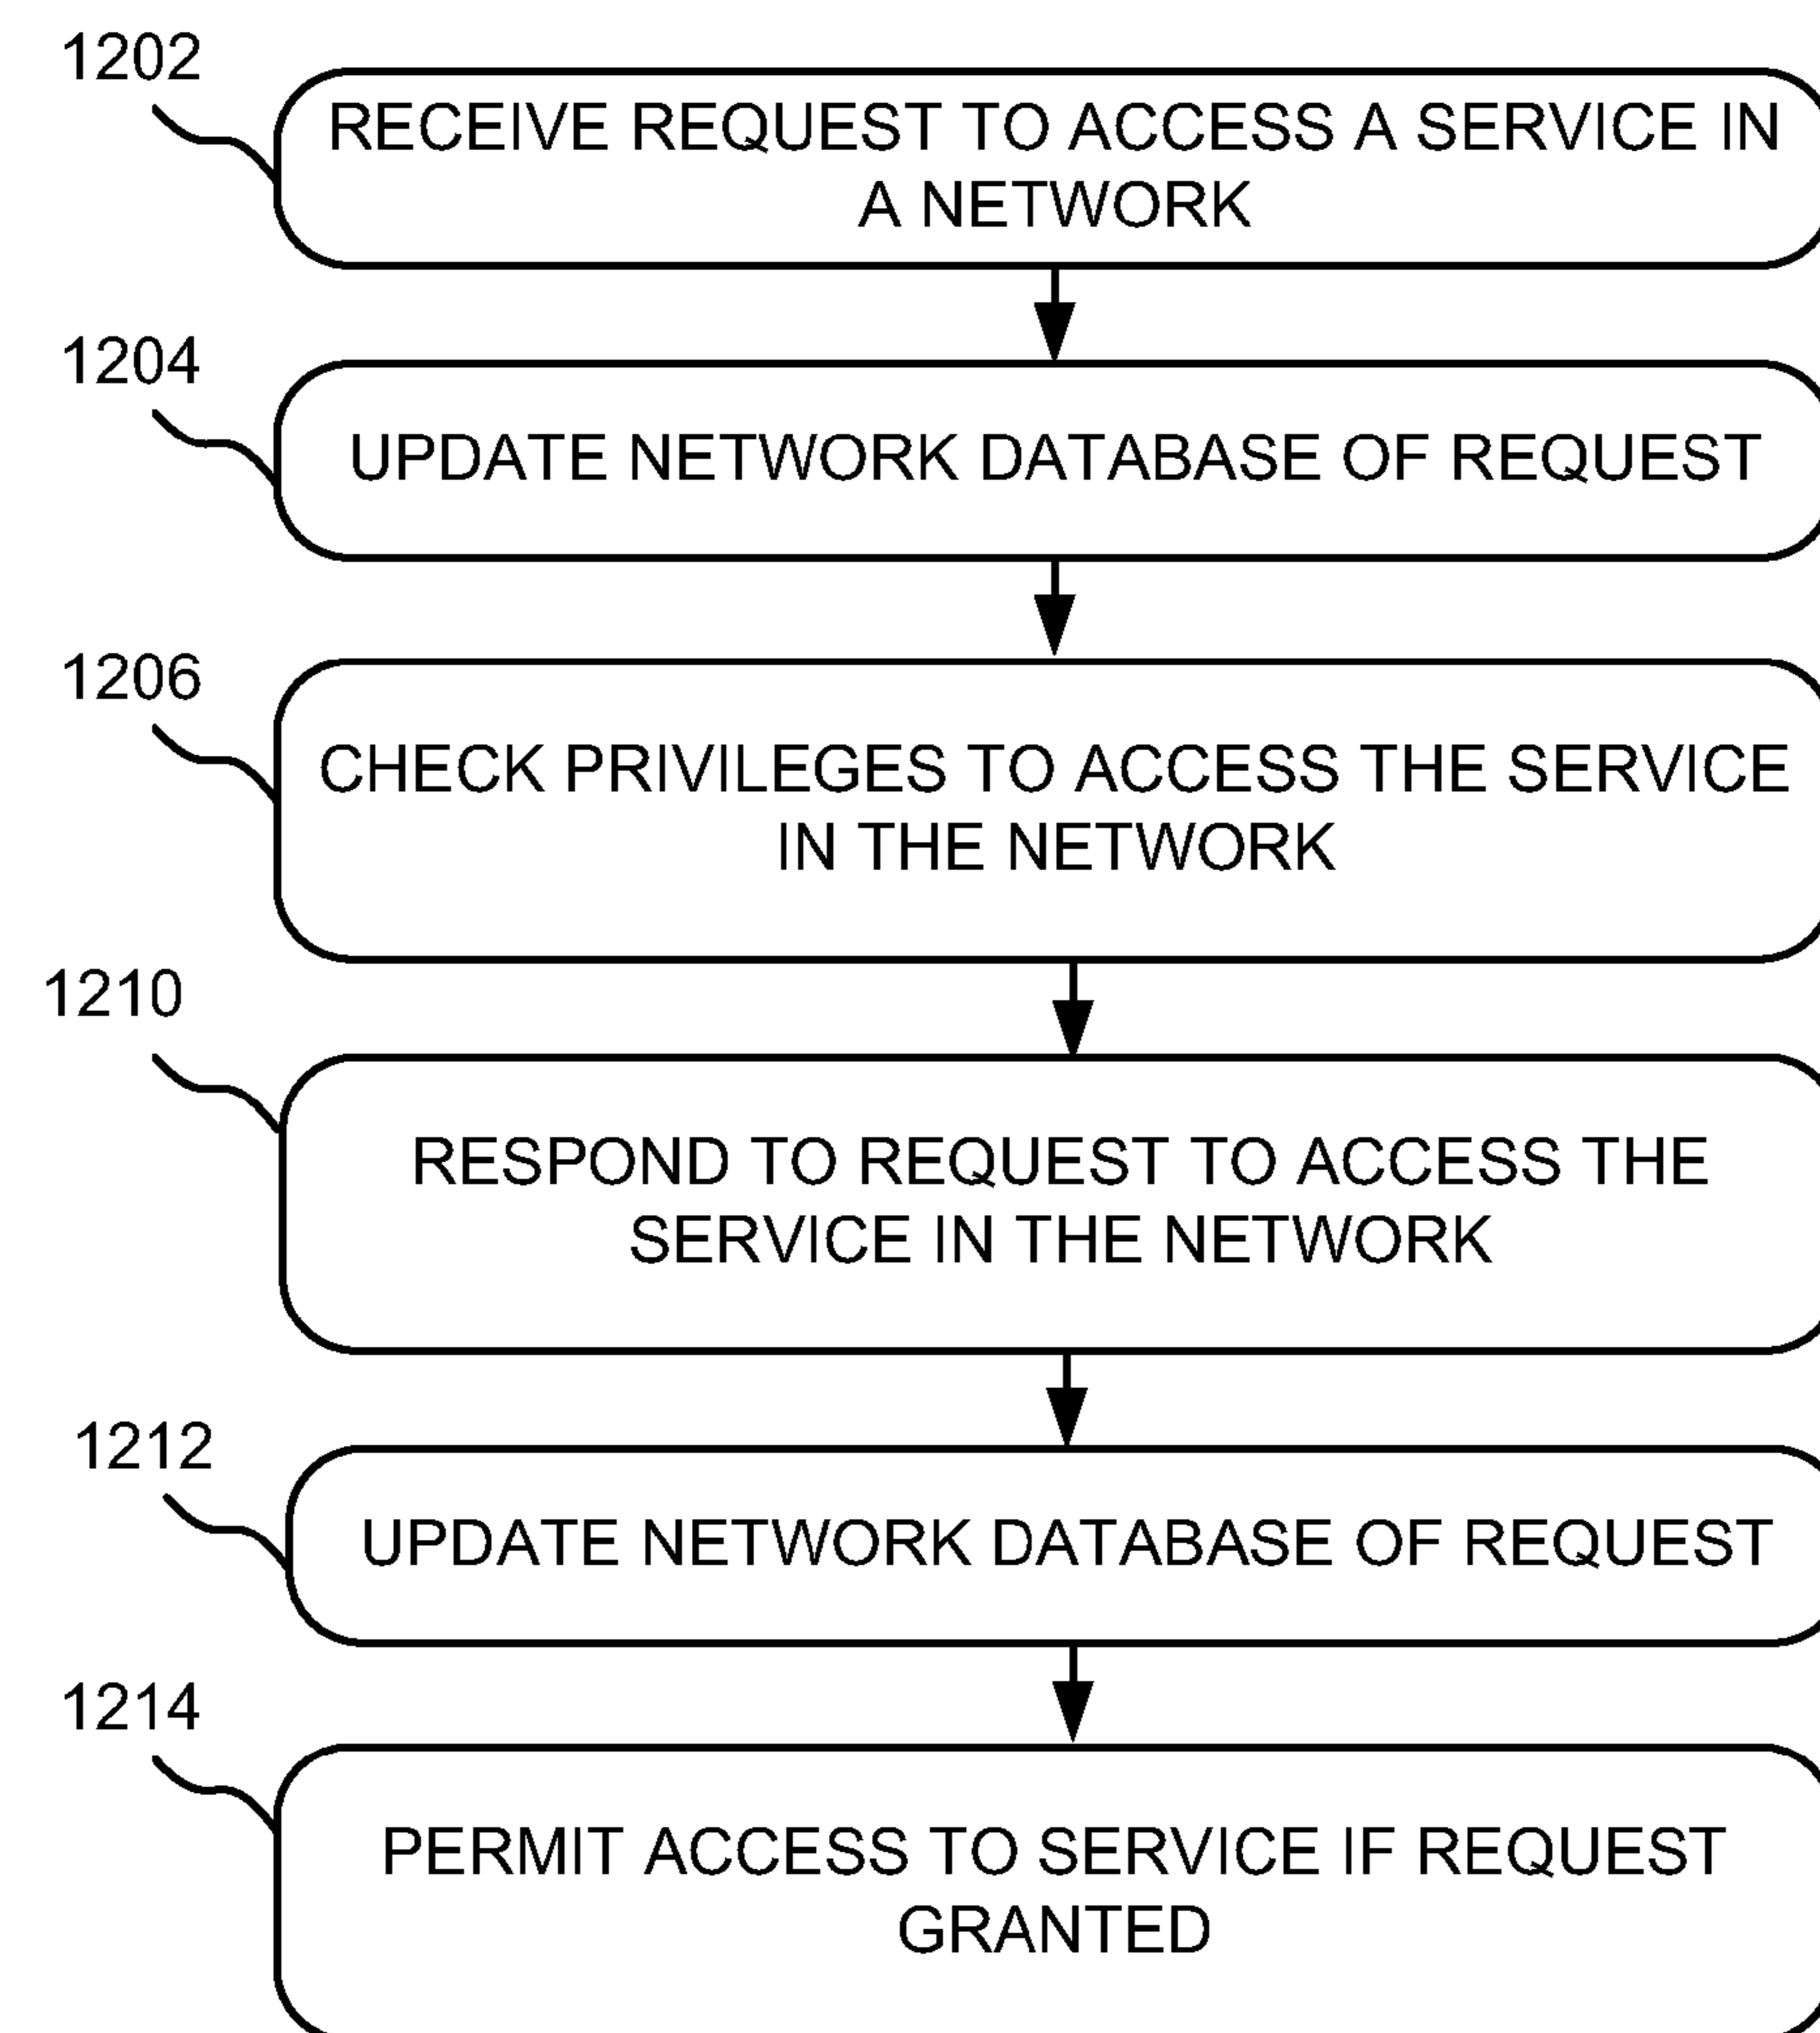 1202
RECEIVE REQUEST TO ACCESS A SERVICE IN
A NETWORK
1204
UPDATE NETWORK DATABASE OF REQUEST
1206
CHECK PRIVILEGES TO ACCESS THE SERVICE
IN THE NETWORK
1210
RESPOND TO REQUEST TO ACCESS THE
SERVICE IN THE NETWORK
1212
UPDATE NETWORK DATABASE OF REQUEST
1214
PERMIT ACCESS TO SERVICE IF REQUEST
GRANTED